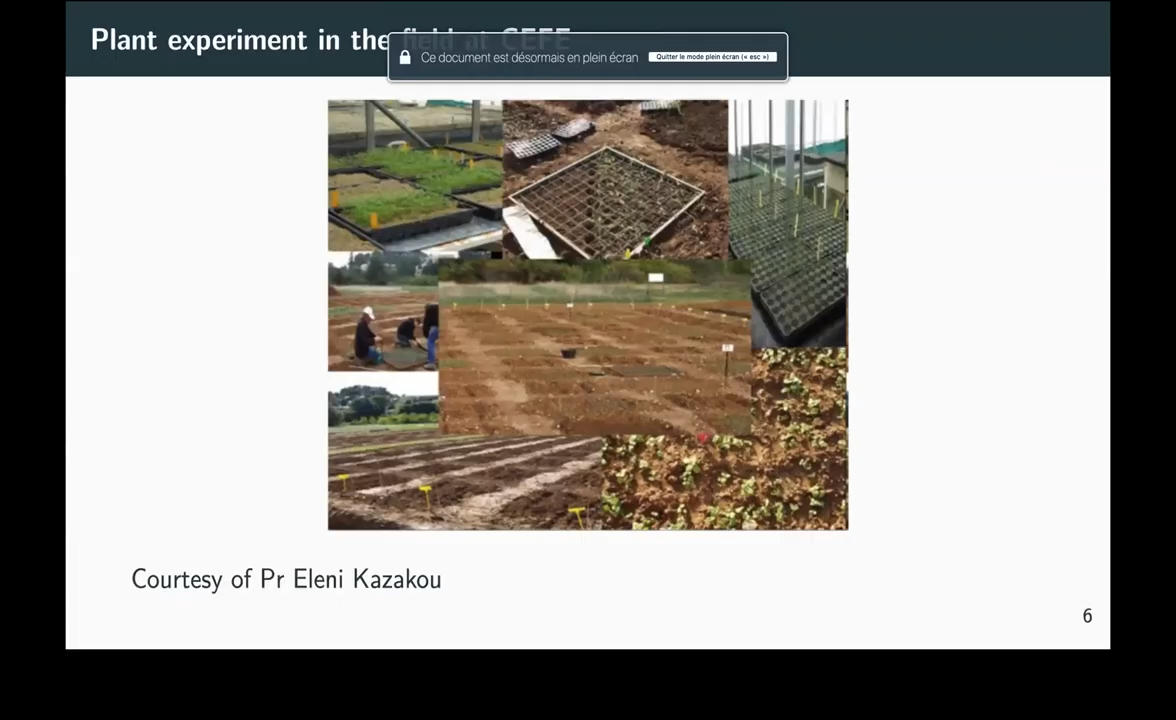 Plant experiment in the field at CEFE
Ce document est désormais en plein écran
Quitter le mode plein écran (« esc »)
Courtesy of Pr Eleni Kazakou
6